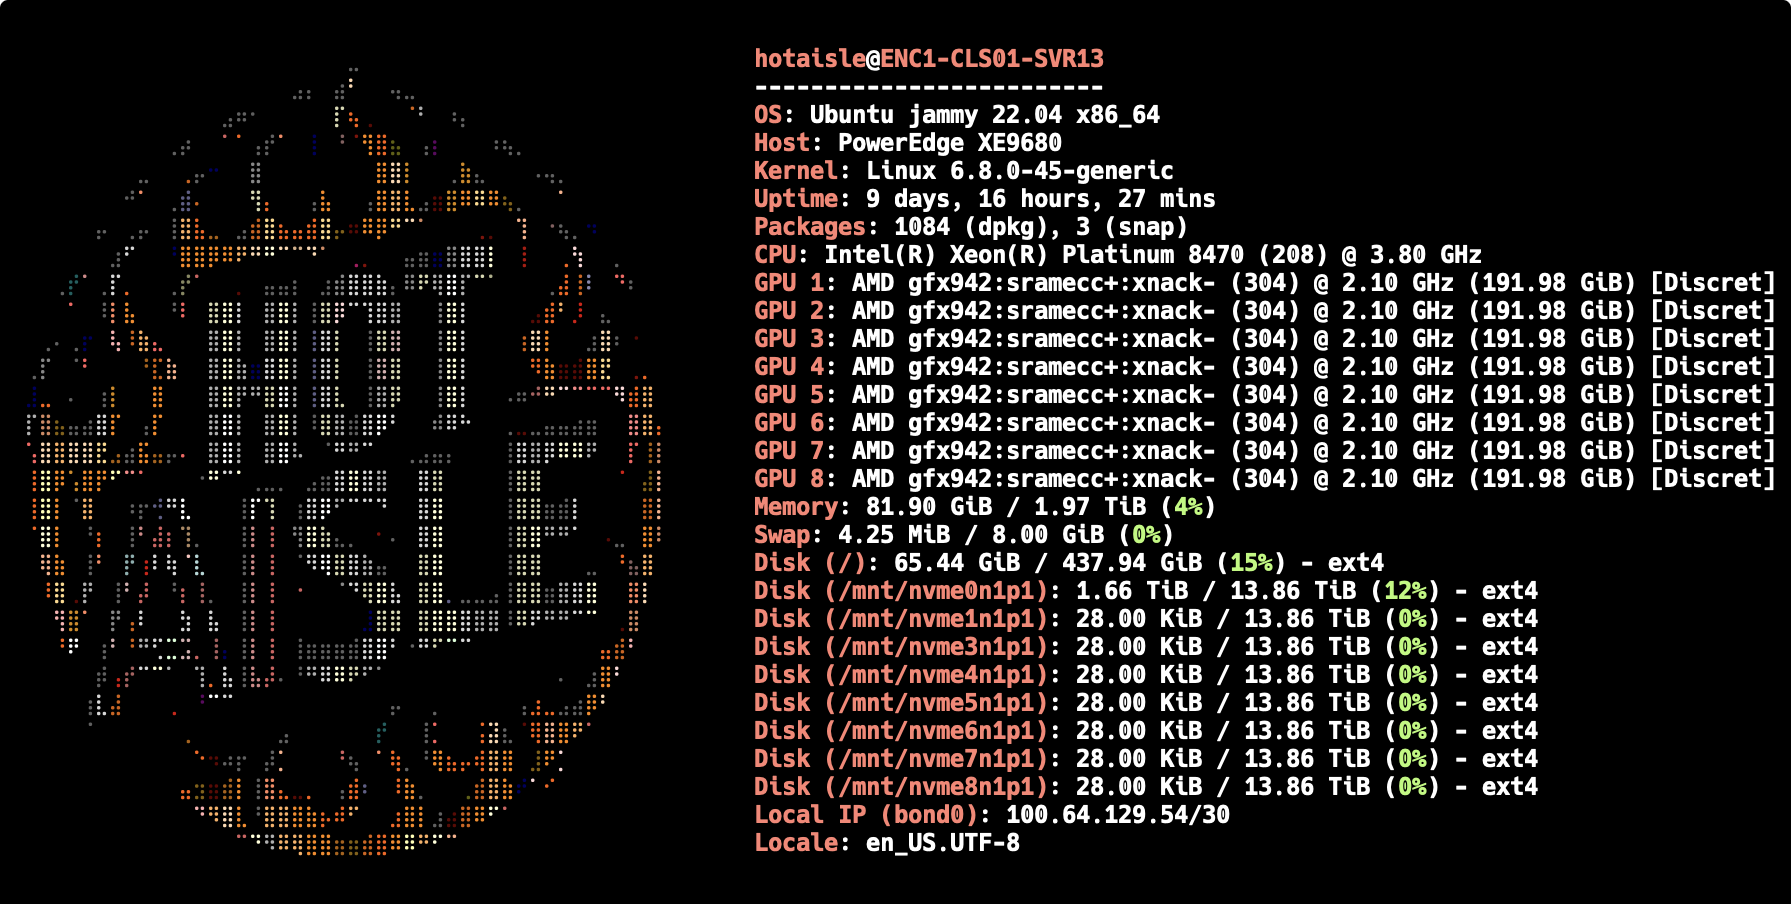 HOT
AISLE
hotaisle@ENC1-CLS01-SVR13
-------------------------
OS: Ubuntu jammy 22.04 x86_64
Host: PowerEdge XE9680
Kernel: Linux 6.8.0-45-generic
Uptime: 9 days, 16 hours, 27 mins
Packages: 1084 (dpkg), 3 (snap)
CPU: Intel(R) Xeon(R) Platinum 8470 (208) @ 3.80 GHz
GPU 1: AMD gfx942:sramecc+:xnack- (304) @ 2.10 GHz (191.98 GiB) [Discret]
GPU 2: AMD gfx942:sramecc+:xnack- (304) @ 2.10 GHz (191.98 GiB) [Discret]
GPU 3: AMD gfx942:sramecc+:xnack- (304) @ 2.10 GHz (191.98 GiB) [Discret]
GPU 4: AMD gfx942:sramecc+:xnack- (304) @ 2.10 GHz (191.98 GiB) [Discret]
GPU 5: AMD gfx942:sramecc+:xnack- (304) @ 2.10 GHz (191.98 GiB) [Discret]
GPU 6: AMD gfx942:sramecc+:xnack- (304) @ 2.10 GHz (191.98 GiB) [Discret]
GPU 7: AMD gfx942:sramecc+:xnack- (304) @ 2.10 GHz (191.98 GiB) [Discret]
GPU 8: AMD gfx942:sramecc+:xnack- (304) @ 2.10 GHz (191.98 GiB) [Discret]
Memory: 81.90 GiB / 1.97 TiB (4%)
Swap: 4.25 MiB / 8.00 GiB (0%)
Disk (/): 65.44 GiB / 437.94 GiB (15%) - ext4
Disk (/mnt/nvme0n1p1): 1.66 TiB / 13.86 TiB (12%) - ext4
Disk (/mnt/nvme1n1p1): 28.00 KiB / 13.86 TiB (0%) - ext4
Disk (/mnt/nvme3n1p1): 28.00 KiB / 13.86 TiB (0%) - ext4
Disk (/mnt/nvme4n1p1): 28.00 KiB / 13.86 TiB (0%) - ext4
Disk (/mnt/nvme5n1p1): 28.00 KiB / 13.86 TiB (0%) - ext4
Disk (/mnt/nvme6n1p1): 28.00 KiB / 13.86 TiB (0%) - ext4
Disk (/mnt/nvme7n1p1): 28.00 KiB / 13.86 TiB (0%) - ext4
Disk (/mnt/nvme8n1p1): 28.00 KiB / 13.86 TiB (0%) - ext4
Local IP (bond0): 100.64.129.54/30
Locale: en_US.UTF-8